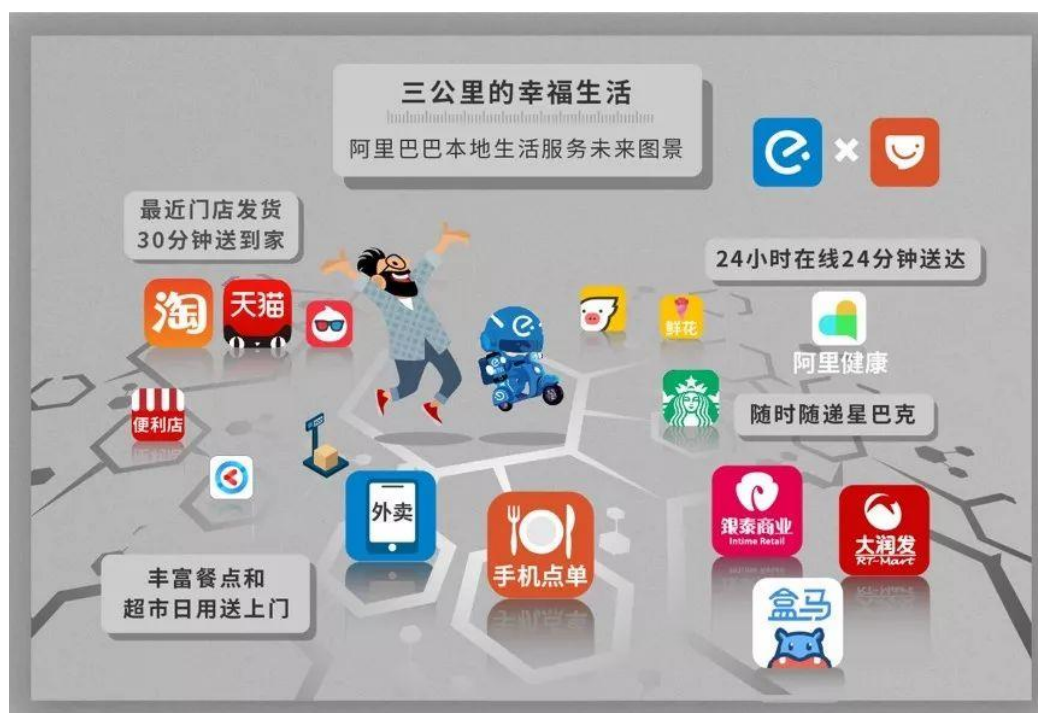 三公里的幸福生活
阿里巴巴本地生活服务未来图景
最近门店发货
30分钟送到家
24小时在线24分钟送达
淘
天猫
鲜花
阿里健康
便利店
随时随递星巴克
外卖
手机点单
銀泰商业
Intime Retail
大润发
RT-Mart
丰富餐点和
超市日用送上门
盒马